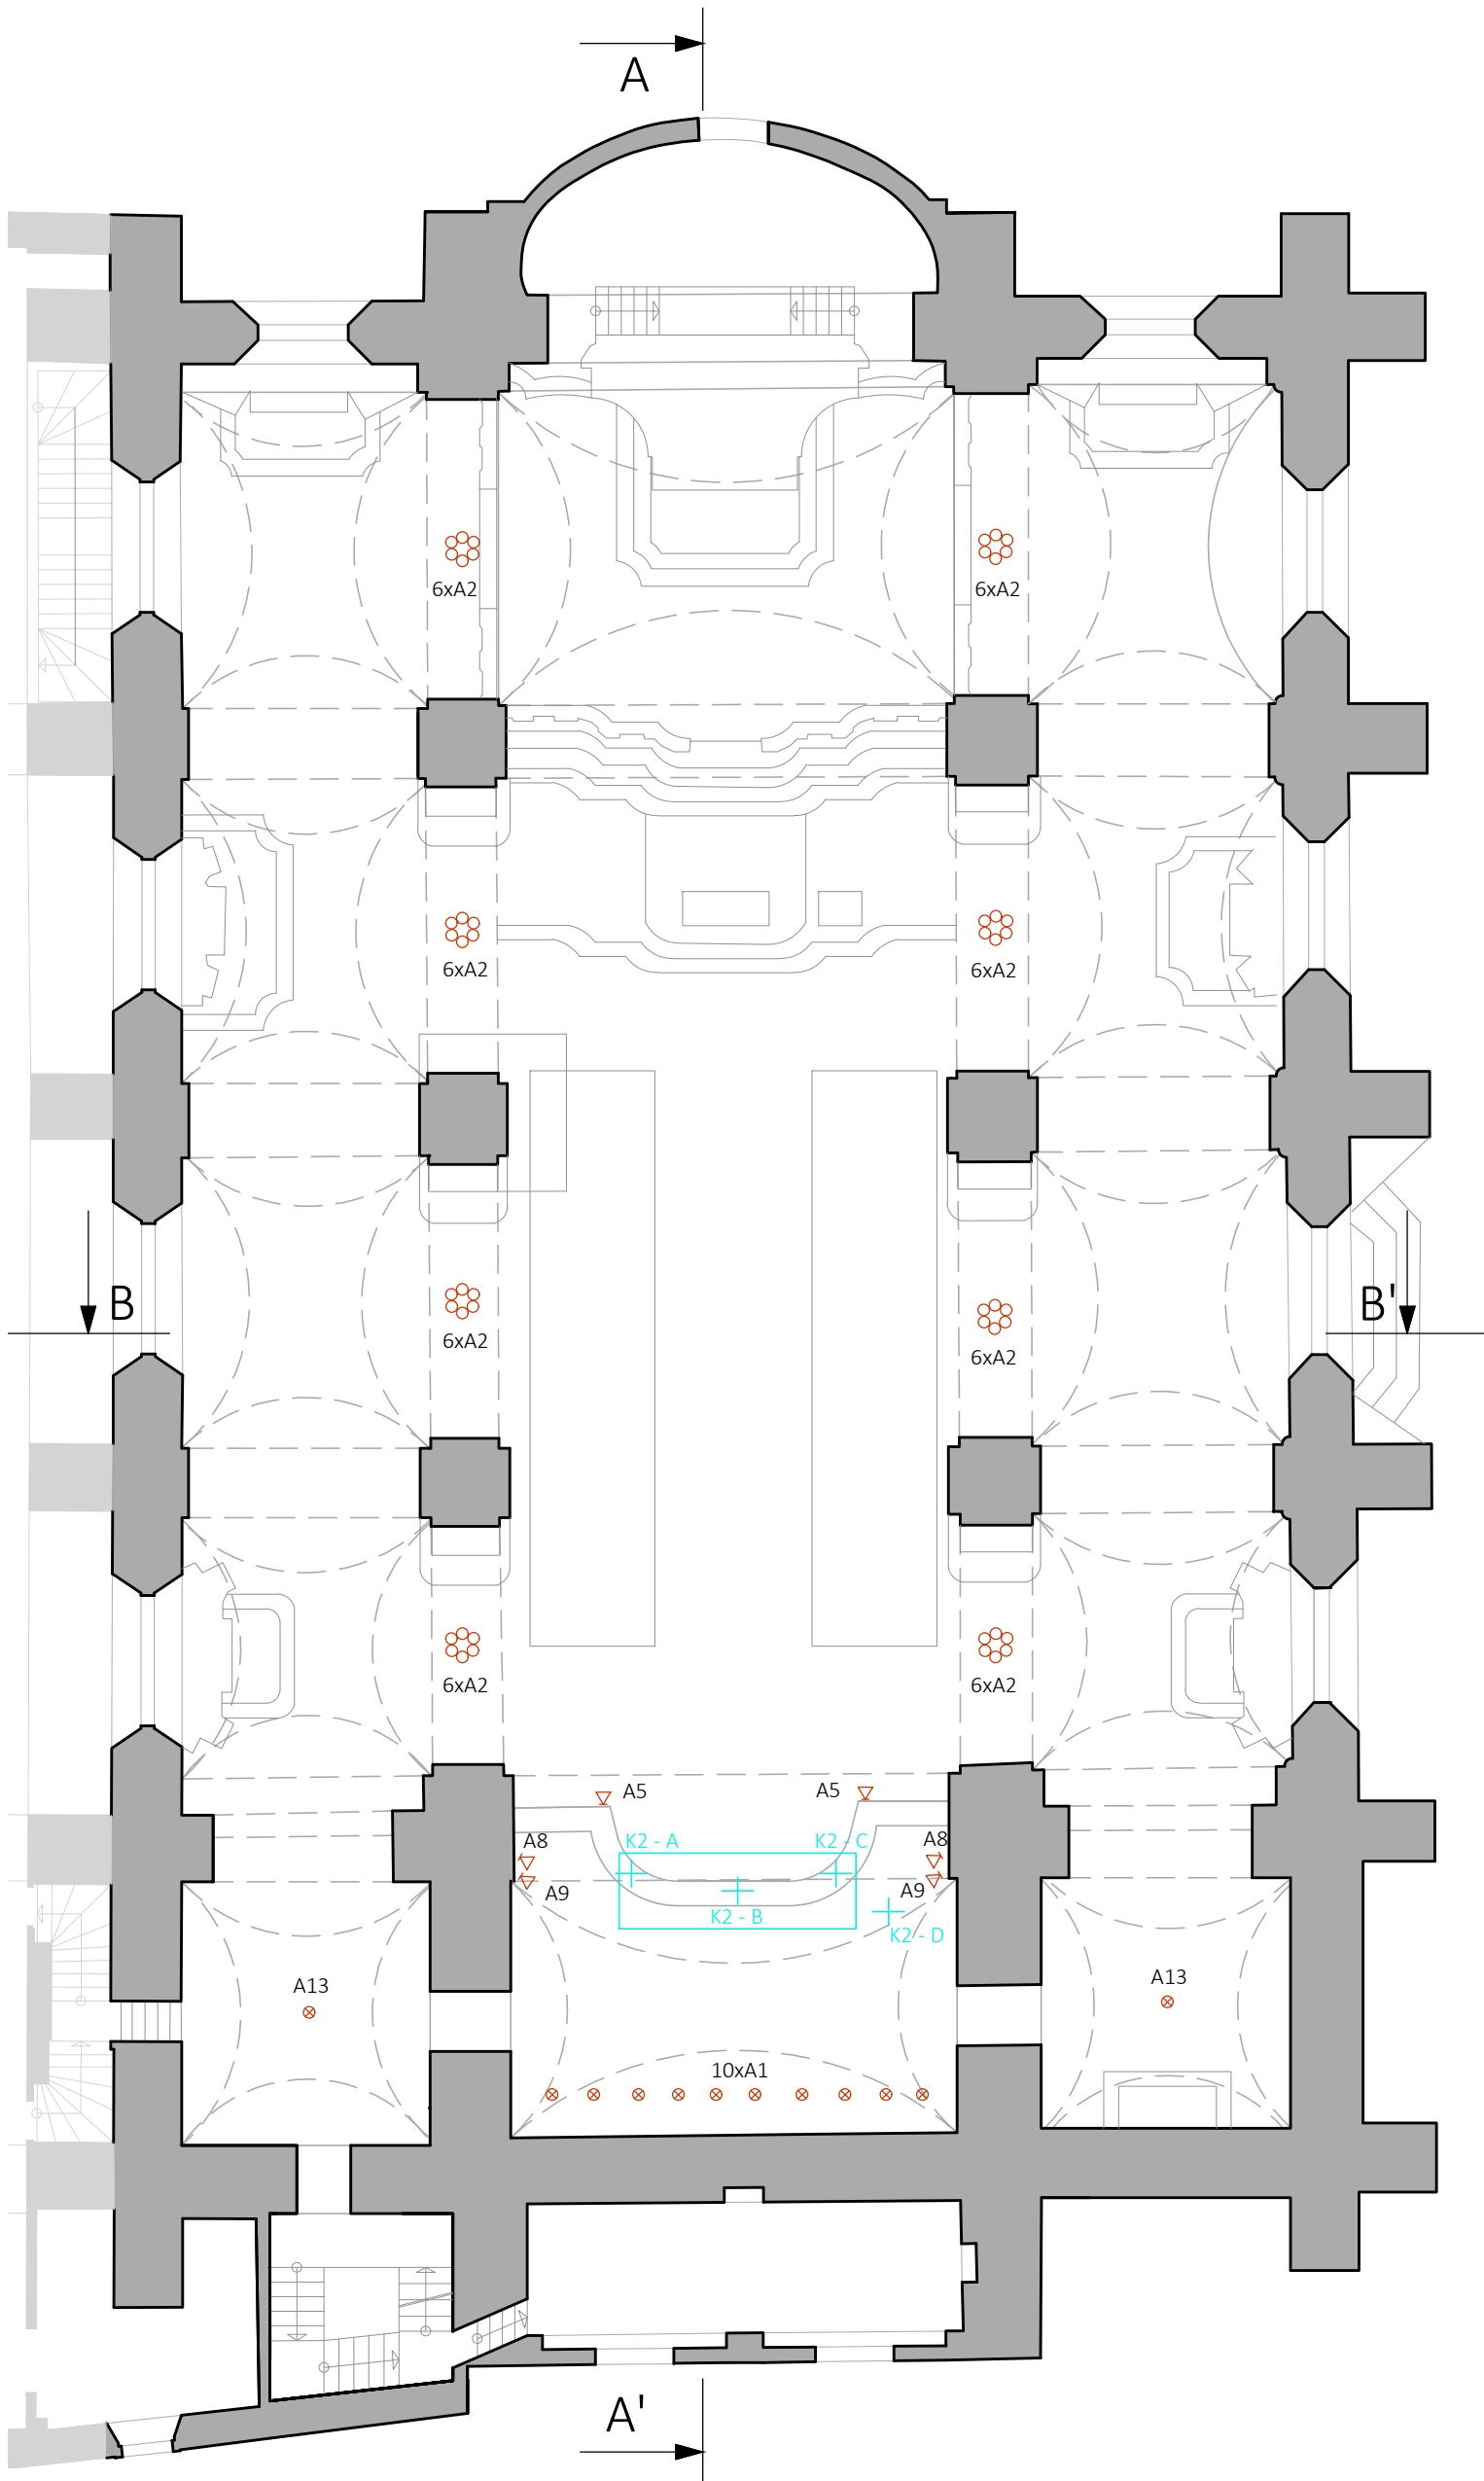 A
6xA2 6xA2
6xA2 6xA2
B B'
6xA2 6xA2
6xA2 6xA2
A5 A5
A8 K2 - A K2 - C A8
A9 K2 - B A9
K2 - D
A13 A13
10xA1
A'